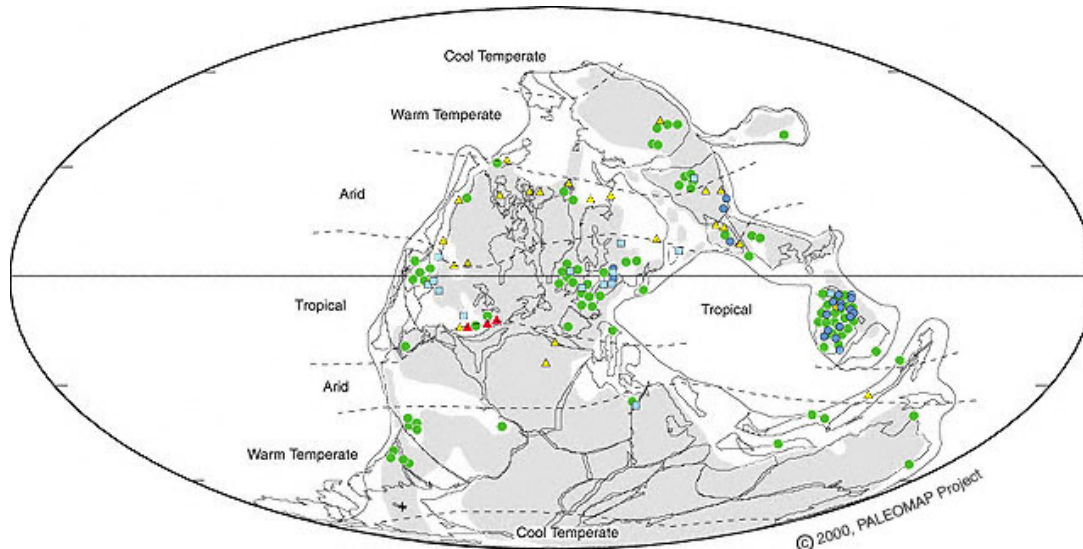 Cool Temperate
Warm Temperate
Arid
Tropical
Tropical
Arid
Warm Temperate
Cool Temperate
© 2000, PALEOMAP Project